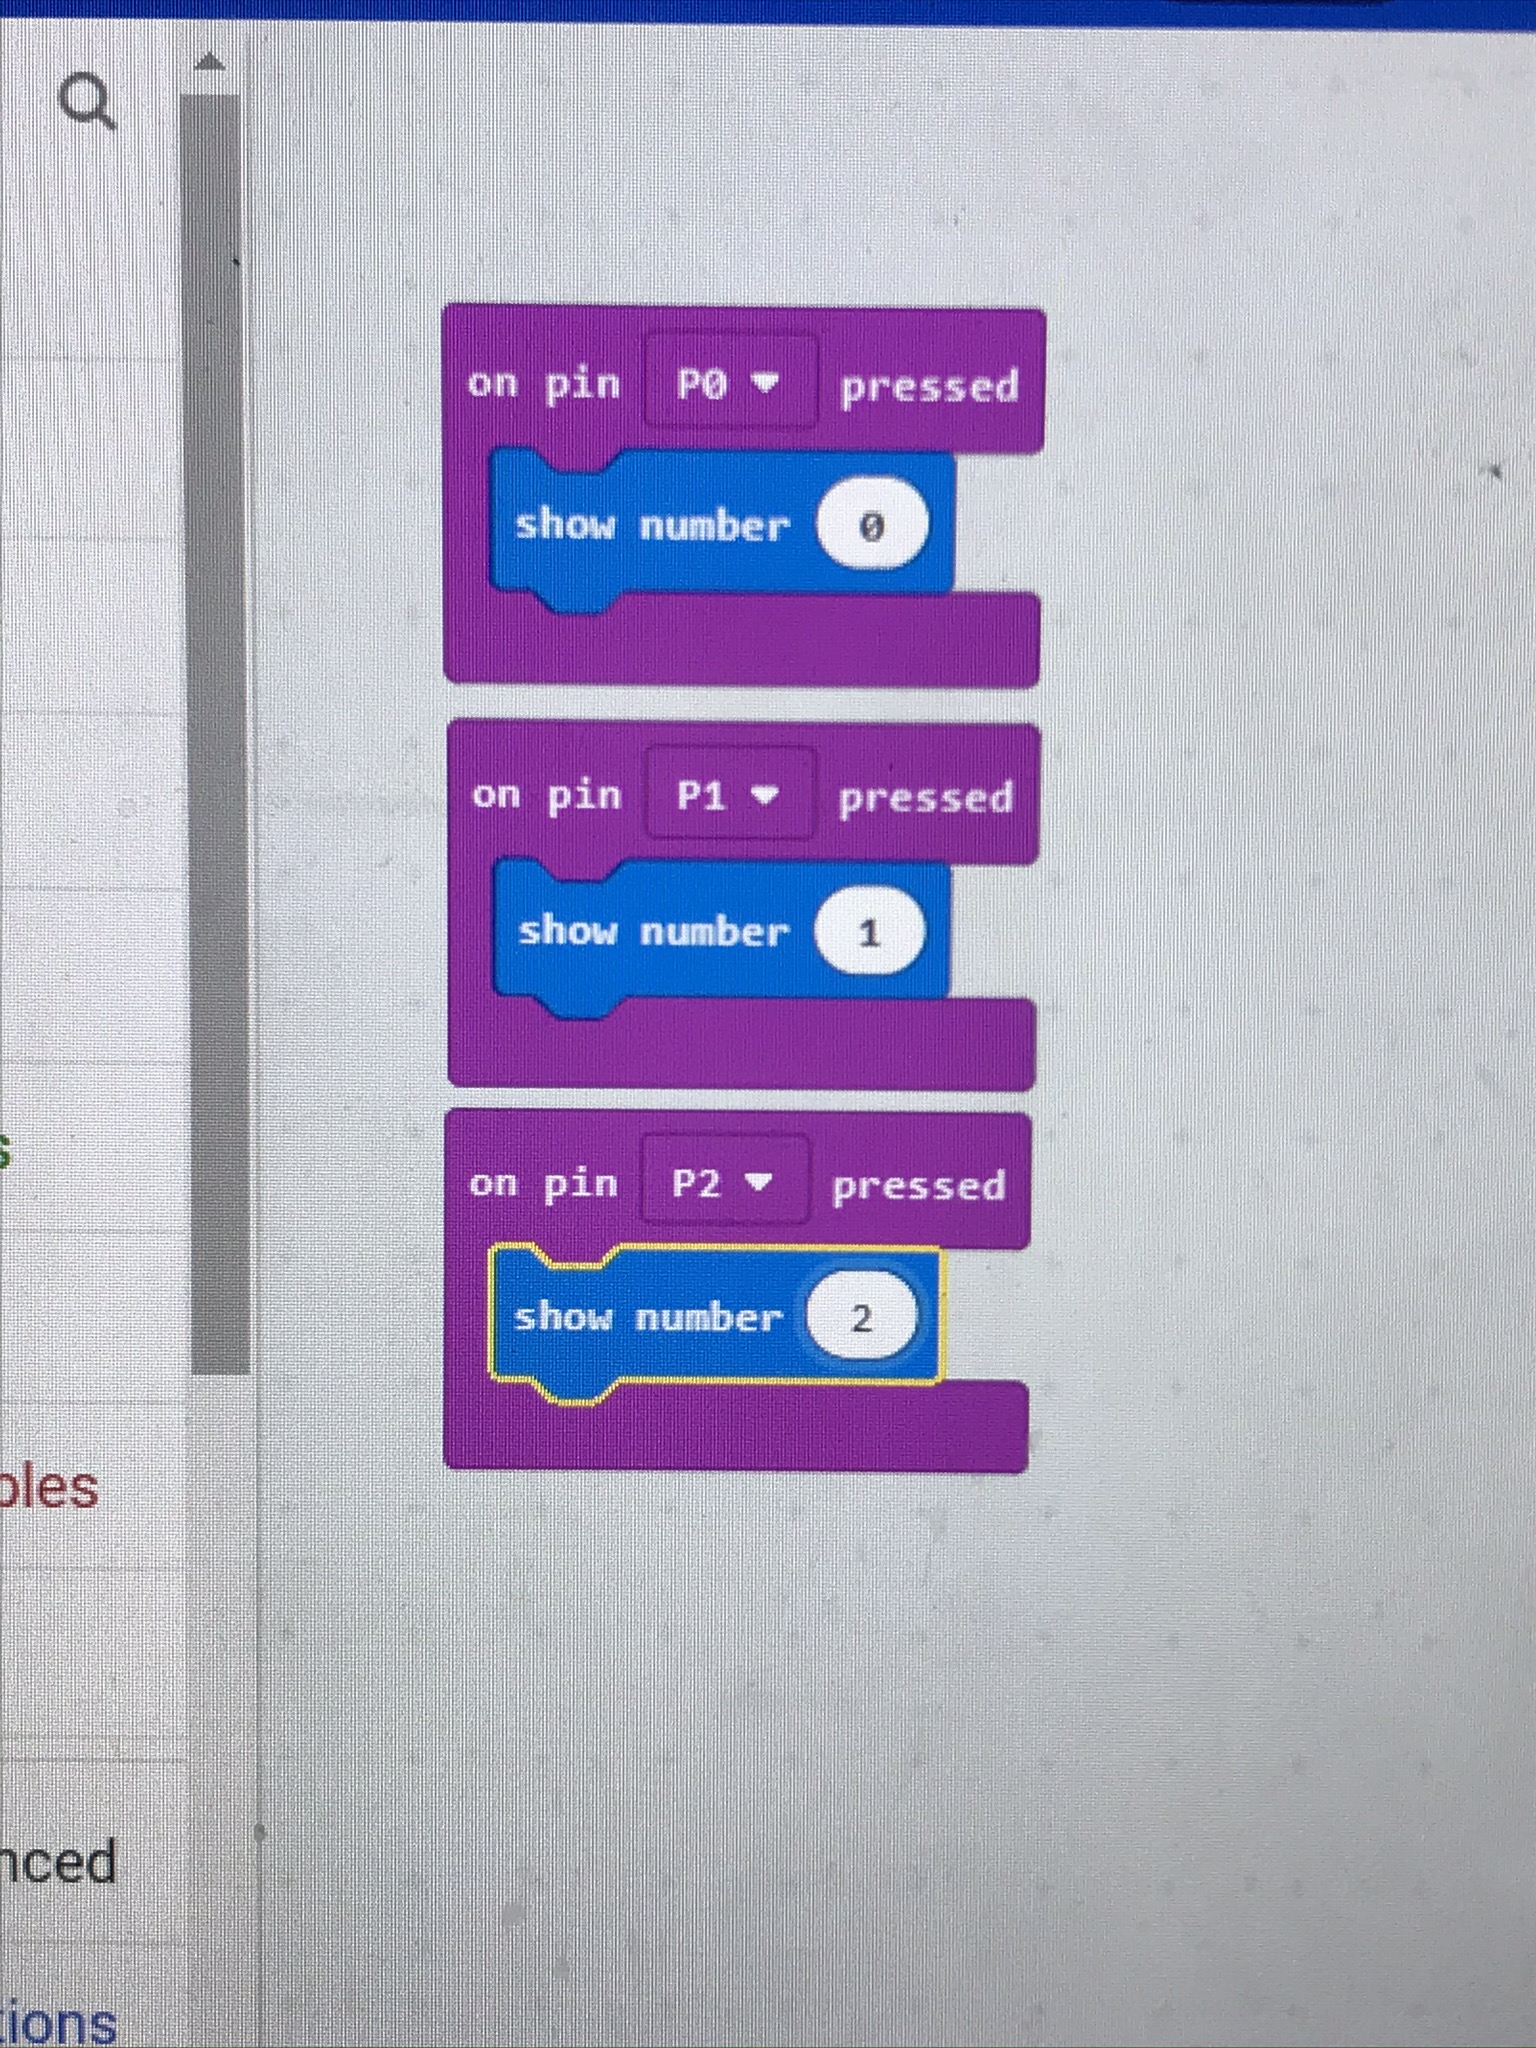 on pin P0 pressed
show number 0
on pin P1 pressed
show number 1
on pin P2 pressed
show number 2
s
bles
nced
tions